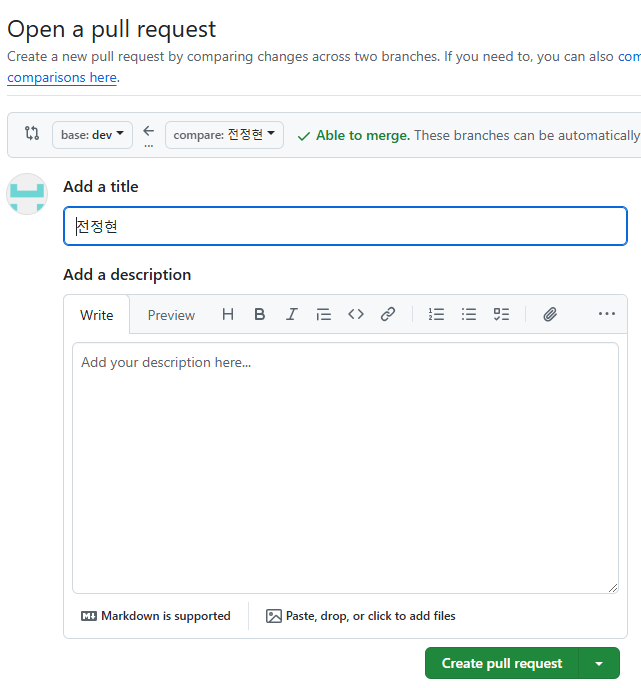 Open a pull request
Create a new pull request by comparing changes across two branches. If you need to, you can also
comparisons here.
base: dev ... compare: 전정현 Able to merge. These branches can be automatically
Add a title
전정현
Add a description
Write Preview H B I
Add your description here...
Markdown is supported Paste, drop, or click to add files
Create pull request